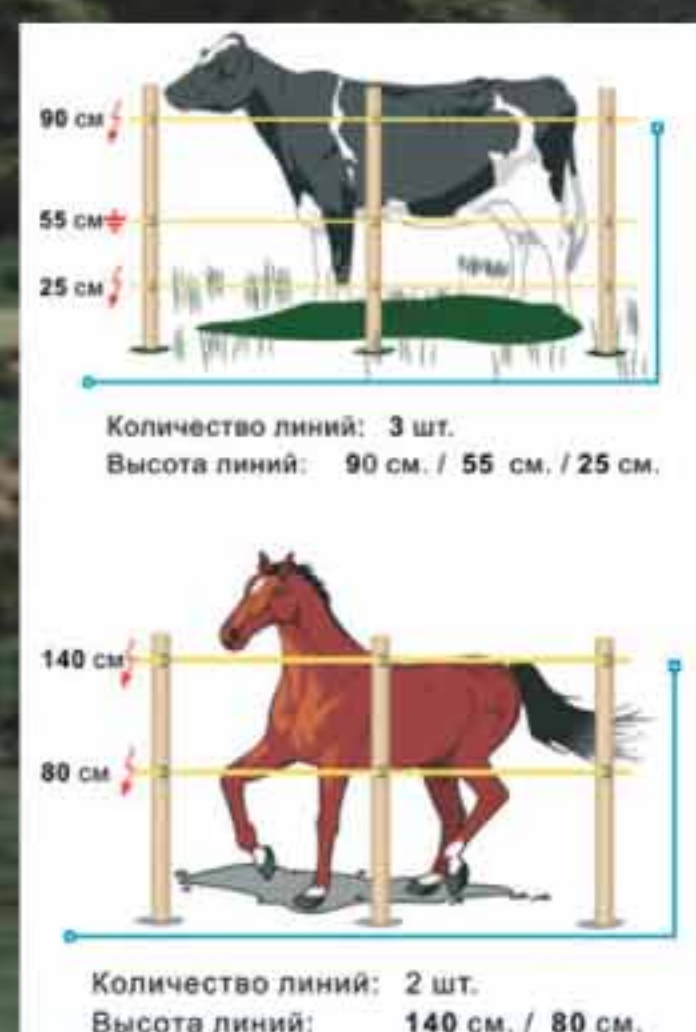 90 см
55 см
25 см
Количество линий: 3 шт.
Высота линий: 90 см. / 55 см. / 25 см.
140 см
80 см
Количество линий: 2 шт.
Высота линий: 140 см. / 80 см.